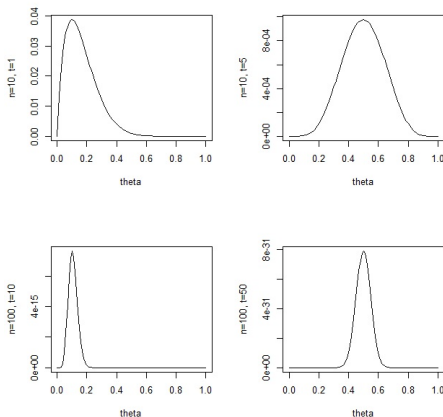 n=10, t=1
0.00 0.01 0.02 0.03 0.04
0.0 0.2 0.4 0.6 0.8 1.0
theta
n=10, t=5
0e+00 4e-04 8e-04
0.0 0.2 0.4 0.6 0.8 1.0
theta
n=100, t=10
0e+00 4e-15
0.0 0.2 0.4 0.6 0.8 1.0
theta
n=100, t=50
0e+00 4e-31 8e-31
0.0 0.2 0.4 0.6 0.8 1.0
theta